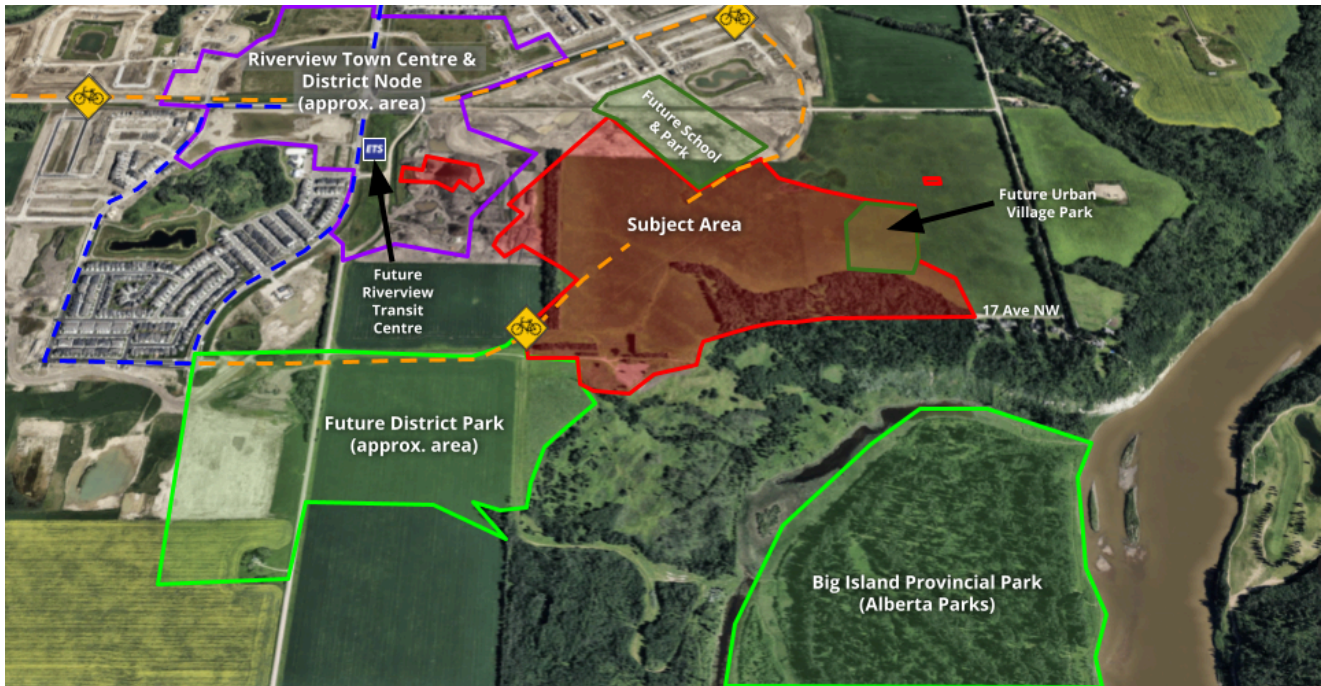 Riverview Town Centre &
District Node
(approx. area)
ETS
Future School
& Park
Subject Area
Future Urban
Village Park
Future
Riverview
Transit
Centre
17 Ave NW
Future District Park
(approx. area)
Big Island Provincial Park
(Alberta Parks)